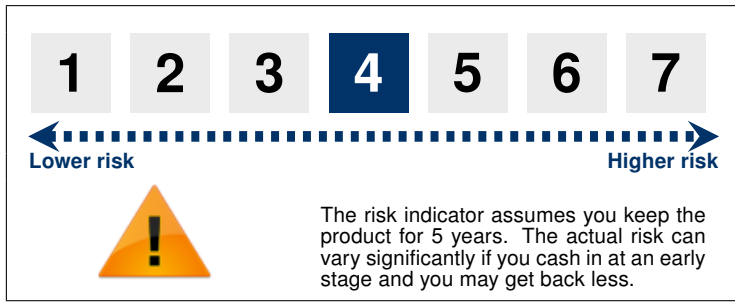 1 2 3 4 5 6 7
Lower risk Higher risk
!
The risk indicator assumes you keep the
product for 5 years. The actual risk can
vary significantly if you cash in at an early
stage and you may get back less.